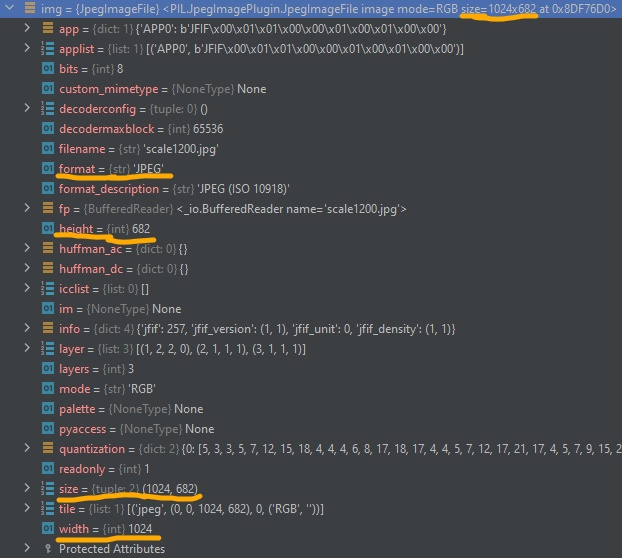 img = {JpegImageFile} <PIL.JpegImagePlugin.JpegImageFile image mode=RGB size=1024x682 at 0x8DF76D0>
app = {dict: 1} {'APP0': b'JFIF\x00\x01\x01\x00\x00\x01\x00\x01\x00\x00'}
applist = {list: 1} [('APP0', b'JFIF\x00\x01\x01\x00\x00\x01\x00\x01\x00\x00')]
bits = {int} 8
custom_mimetype = {NoneType} None
decoderconfig = {tuple: 0} ()
decodermaxblock = {int} 65536
filename = {str} 'scale1200.jpg'
format = {str} 'JPEG'
format_description = {str} 'JPEG (ISO 10918)'
fp = {BufferedReader} <_io.BufferedReader name='scale1200.jpg'>
height = {int} 682
huffman_ac = {dict: 0} {}
huffman_dc = {dict: 0} {}
icclist = {list: 0} []
im = {NoneType} None
info = {dict: 4} {'jfif': 257, 'jfif_version': (1, 1), 'jfif_unit': 0, 'jfif_density': (1, 1)}
layer = {list: 3} [(1, 2, 2, 0), (2, 1, 1, 1), (3, 1, 1, 1)]
layers = {int} 3
mode = {str} 'RGB'
palette = {NoneType} None
pyaccess = {NoneType} None
quantization = {dict: 2} {0: [5, 3, 3, 5, 7, 12, 15, 18, 4, 4, 4, 6, 8, 17, 18, 17, 4, 4, 5, 7, 12, 17, 21, 17, 4, 5, 7, 9, 15, 2
readonly = {int} 1
size = {tuple: 2} (1024, 682)
tile = {list: 1} [('jpeg', (0, 0, 1024, 682), 0, ('RGB', ''))]
width = {int} 1024
Protected Attributes